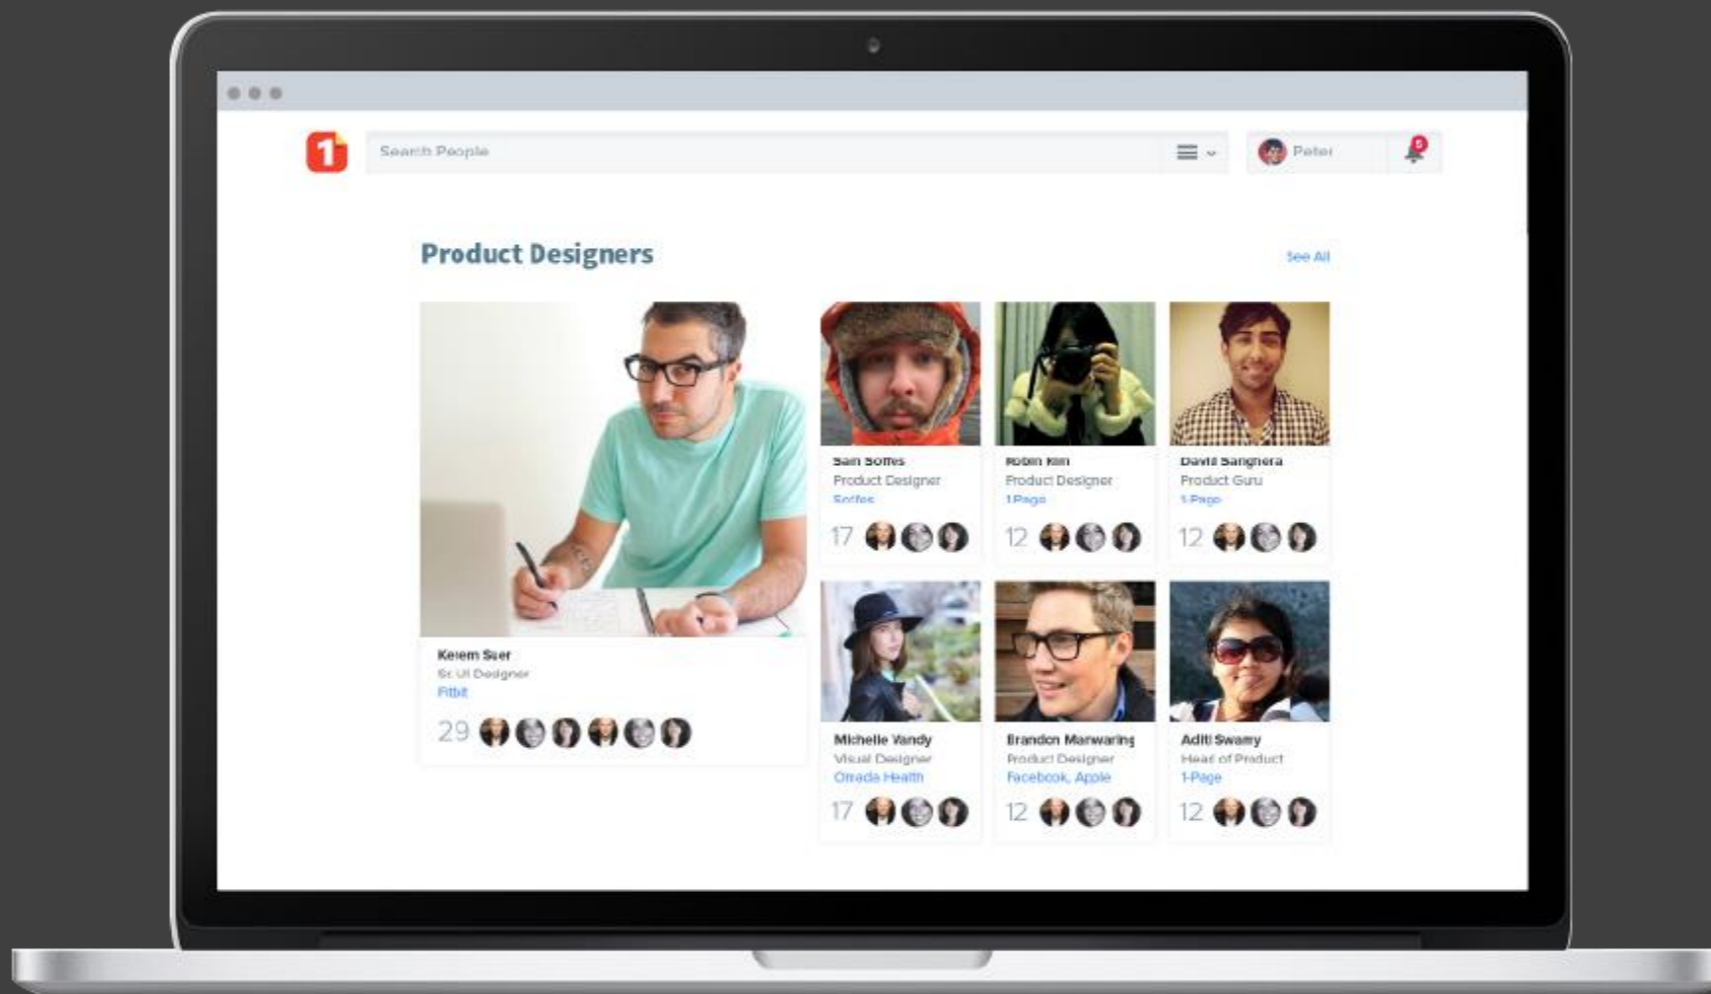 1
Search People
Peter
5
Product Designers
See All
Kerem Suer
Sr. UI Designer
Fitbit
29
Sam Soffes
Product Designer
Soffes
17
Robin Kim
Product Designer
1-Page
12
David Sanghera
Product Guru
1-Page
12
Michelle Vandy
Visual Designer
Omada Health
17
Brandon Manwaring
Product Designer
Facebook, Apple
12
Aditi Swamy
Head of Product
1-Page
12